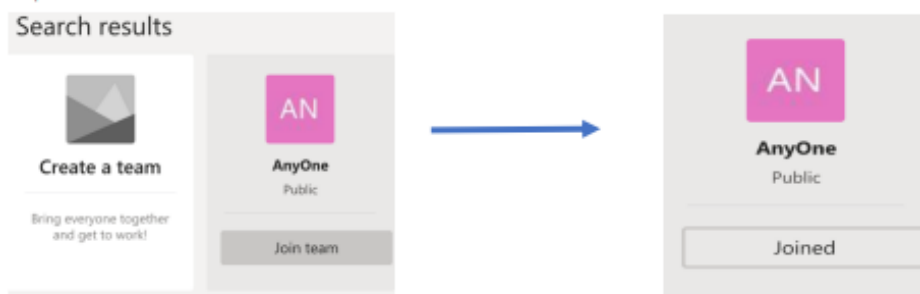 Search results
Create a team
Bring everyone together
and get to work!
AN
AnyOne
Public
Join team
AN
AnyOne
Public
Joined